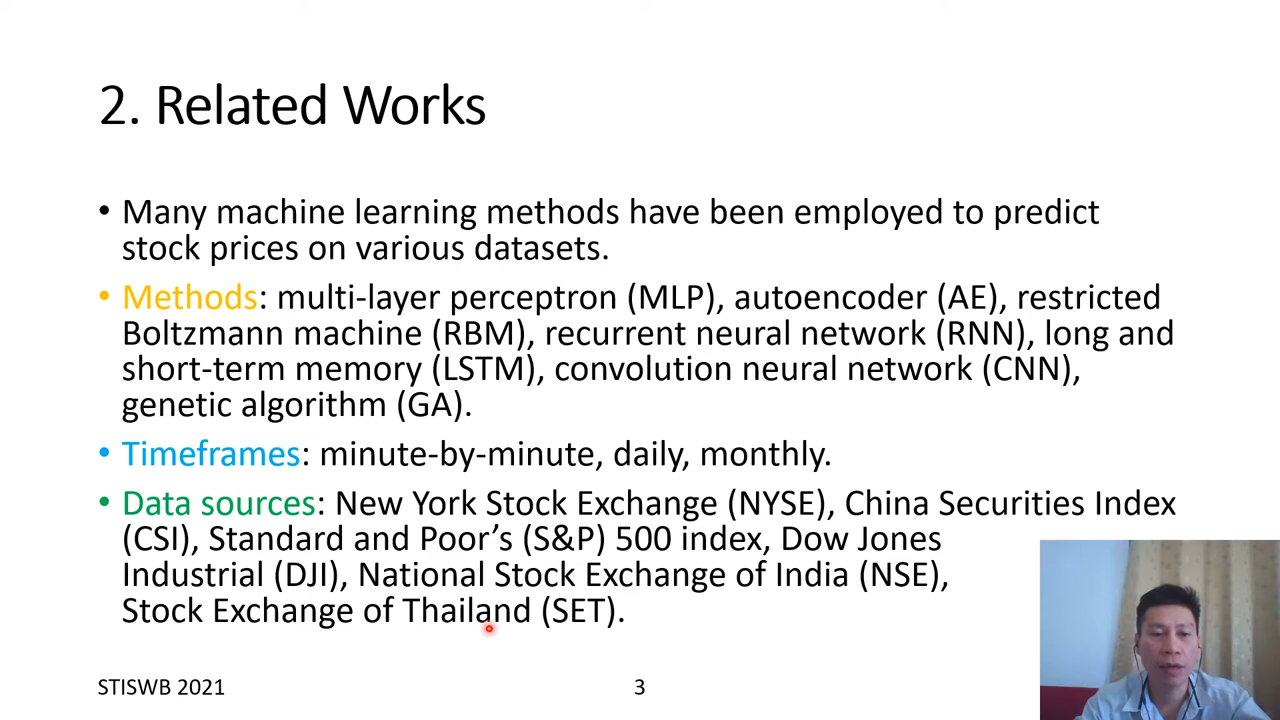 2. Related Works
• Many machine learning methods have been employed to predict
stock prices on various datasets.
• Methods: multi-layer perceptron (MLP), autoencoder (AE), restricted
Boltzmann machine (RBM), recurrent neural network (RNN), long and
short-term memory (LSTM), convolution neural network (CNN),
genetic algorithm (GA).
• Timeframes: minute-by-minute, daily, monthly.
• Data sources: New York Stock Exchange (NYSE), China Securities Index
(CSI), Standard and Poor’s (S&P) 500 index, Dow Jones
Industrial (DJI), National Stock Exchange of India (NSE),
Stock Exchange of Thailand (SET).
STISWB 2021
3